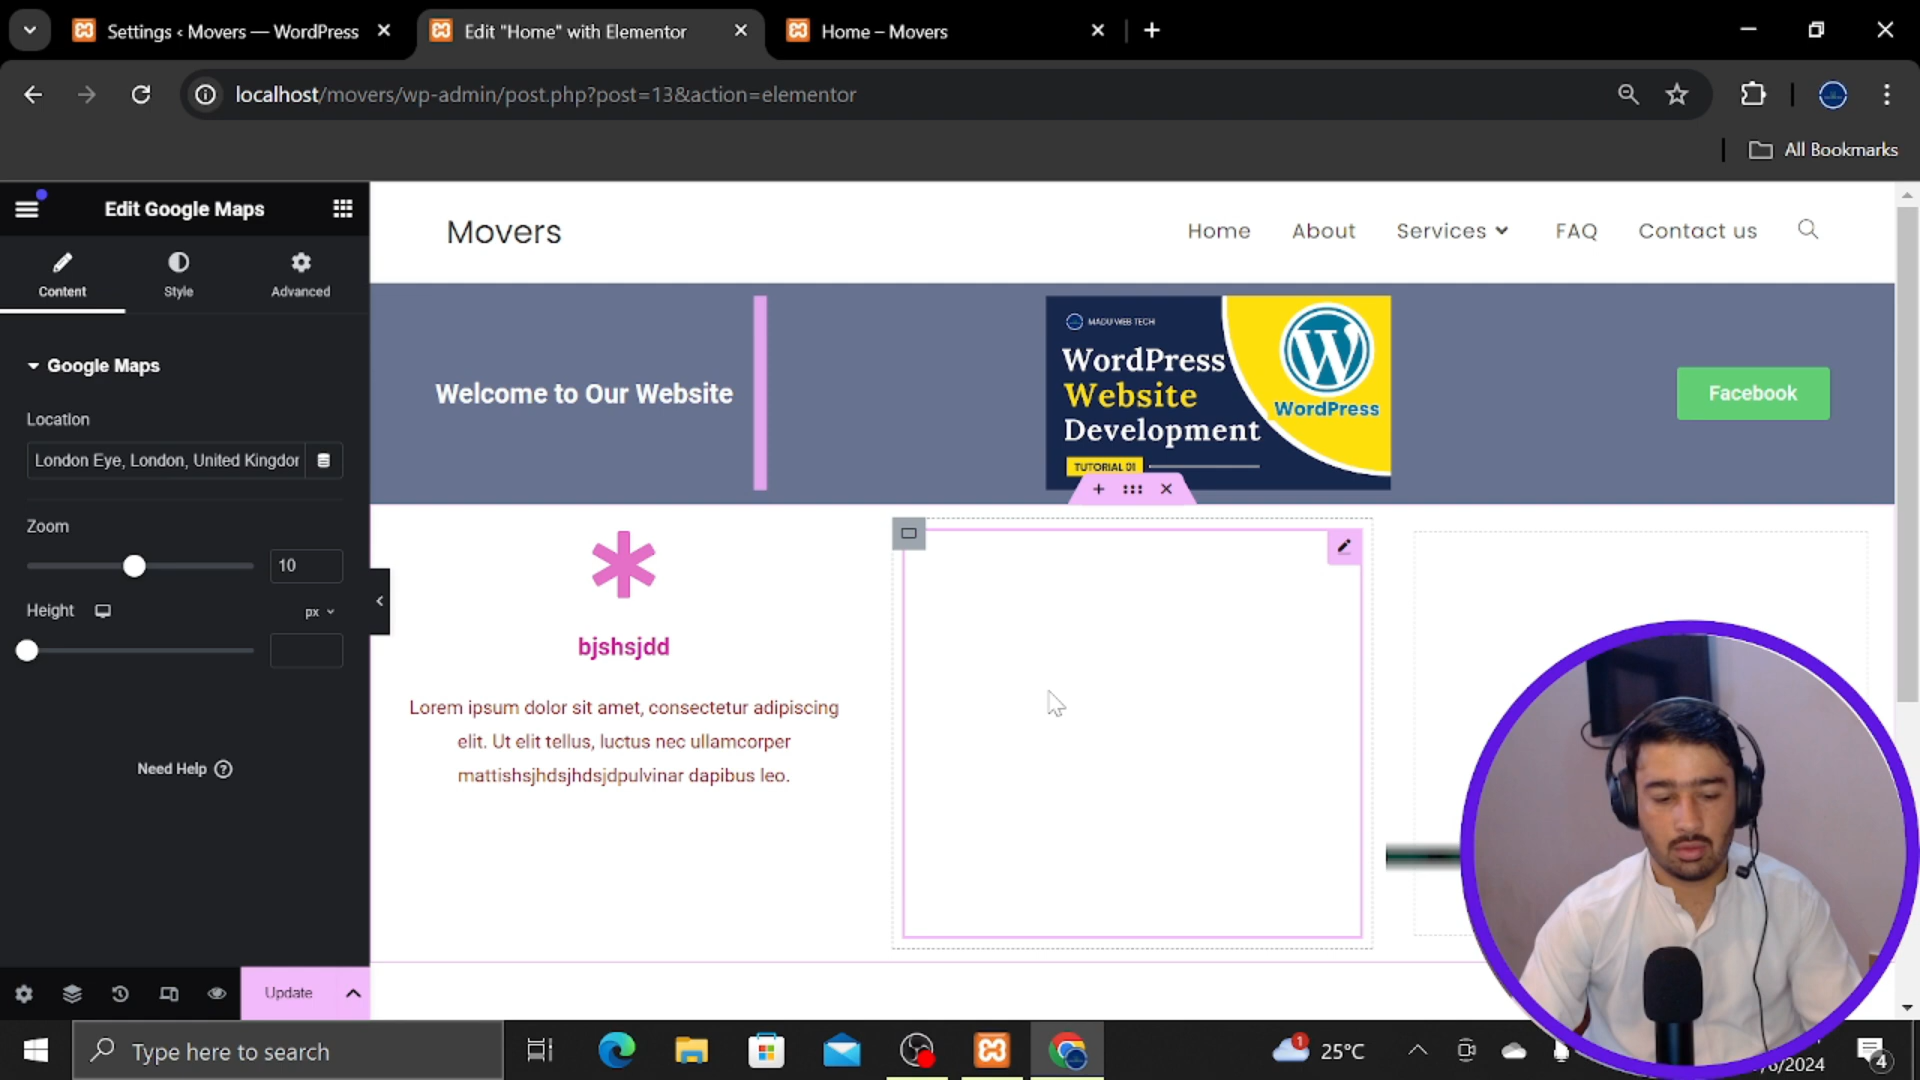 Settings ‹ Movers — WordPress
Edit "Home" with Elementor
Home – Movers
localhost/movers/wp-admin/post.php?post=13&action=elementor
All Bookmarks
Edit Google Maps
Content
Style
Advanced
Google Maps
Location
London Eye, London, United Kingdor
Zoom
10
Height
px
Need Help
Update
Movers
Home
About
Services
FAQ
Contact us
Welcome to Our Website
MADU WEB TECH
WordPress
Website
Development
TUTORIAL 01
WordPress
Facebook
bjshsjdd
Lorem ipsum dolor sit amet, consectetur adipiscing
elit. Ut elit tellus, luctus nec ullamcorper
mattishsjhdsjhdsjdpulvinar dapibus leo.
Type here to search
1
25°C
/6/2024
4